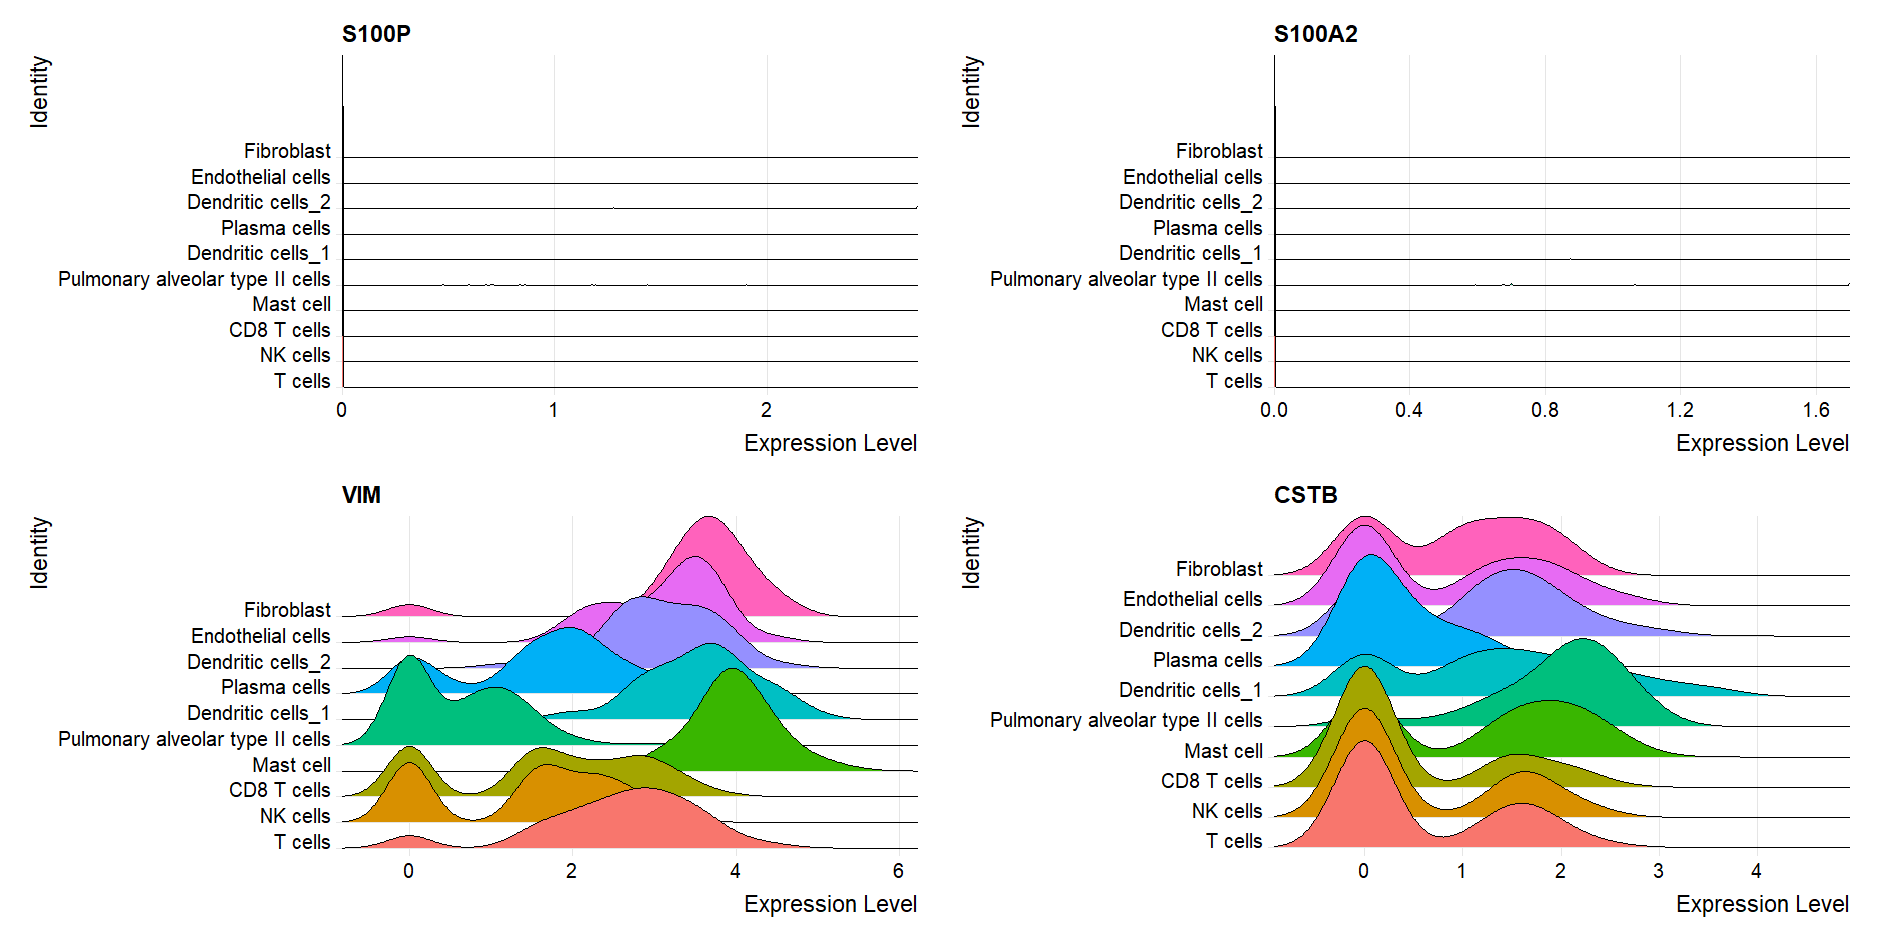 S100P
Identity
Fibroblast
Endothelial cells
Dendritic cells_2
Plasma cells
Dendritic cells_1
Pulmonary alveolar type II cells
Mast cell
CD8 T cells
NK cells
T cells
0 1 2
Expression Level
S100A2
Identity
Fibroblast
Endothelial cells
Dendritic cells_2
Plasma cells
Dendritic cells_1
Pulmonary alveolar type II cells
Mast cell
CD8 T cells
NK cells
T cells
0.0 0.4 0.8 1.2 1.6
Expression Level
VIM
Identity
Fibroblast
Endothelial cells
Dendritic cells_2
Plasma cells
Dendritic cells_1
Pulmonary alveolar type II cells
Mast cell
CD8 T cells
NK cells
T cells
0 2 4 6
Expression Level
CSTB
Identity
Fibroblast
Endothelial cells
Dendritic cells_2
Plasma cells
Dendritic cells_1
Pulmonary alveolar type II cells
Mast cell
CD8 T cells
NK cells
T cells
0 1 2 3 4
Expression Level